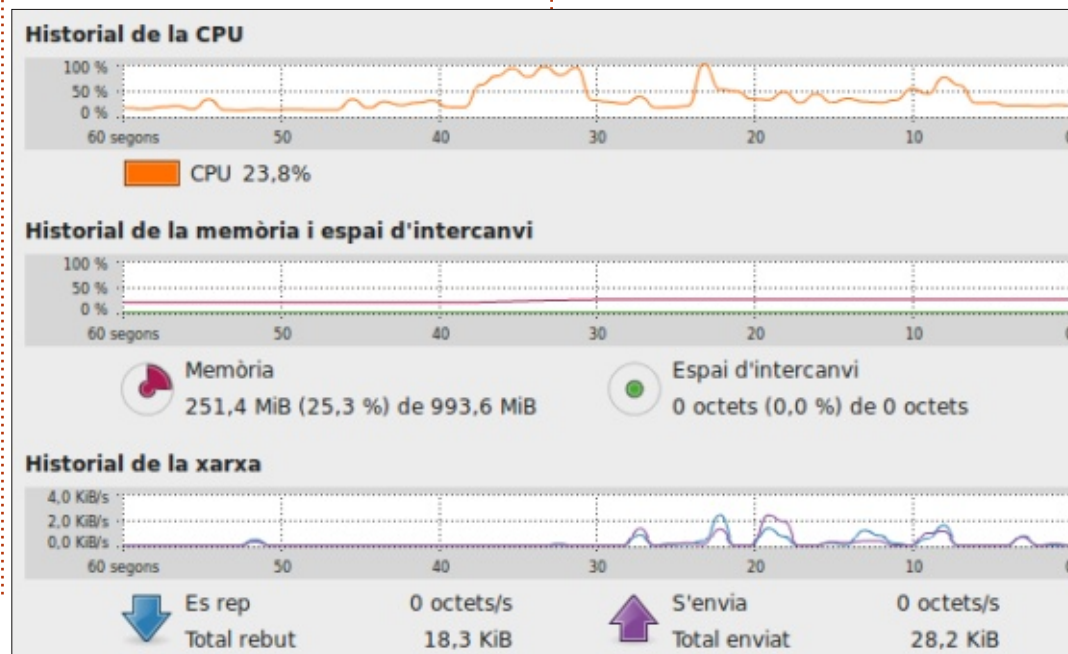 Historial de la CPU
100 %
50 %
0 %
60 segons 50 40 30 20 10
CPU 23,8%
Historial de la memòria i espai d'intercanvi
100 %
50 %
0 %
60 segons 50 40 30 20 10
Memòria
251,4 MiB (25,3 %) de 993,6 MiB
Espai d'intercanvi
0 octets (0,0 %) de 0 octets
Historial de la xarxa
4,0 KiB/s
2,0 KiB/s
0,0 KiB/s
60 segons 50 40 30 20 10
Es rep 0 octets/s
Total rebut 18,3 KiB
S'envia 0 octets/s
Total enviat 28,2 KiB